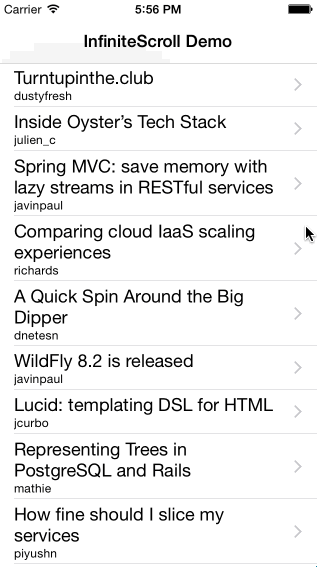 Carrier 5:56 PM
InfiniteScroll Demo
Turntupinthe.club
dustyfresh
Inside Oyster’s Tech Stack
julien_c
Spring MVC: save memory with
lazy streams in RESTful services
javinpaul
Comparing cloud IaaS scaling
experiences
richards
A Quick Spin Around the Big
Dipper
dnetesn
WildFly 8.2 is released
javinpaul
Lucid: templating DSL for HTML
jcurbo
Representing Trees in
PostgreSQL and Rails
mathie
How fine should I slice my
services
piyushn